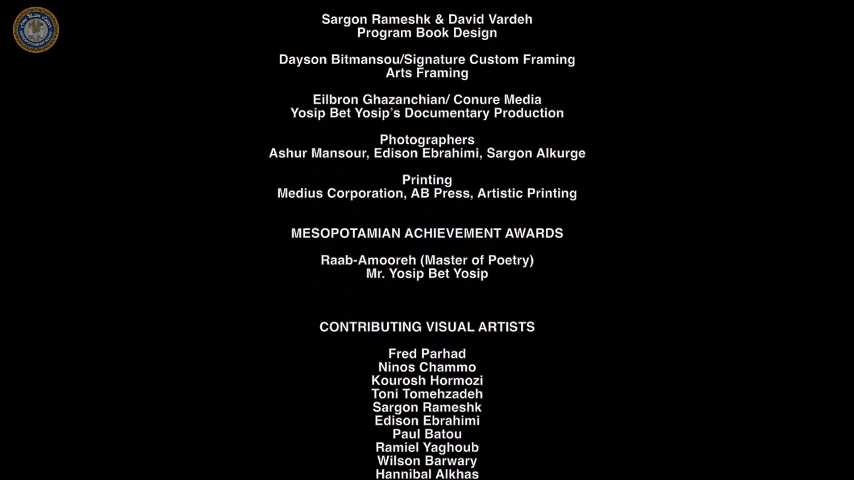 Sargon Rameshk & David Vardeh
Program Book Design
Dayson Bitmansou/Signature Custom Framing
Arts Framing
Eilbron Ghazanchian/ Conure Media
Yosip Bet Yosip's Documentary Production
Photographers
Ashur Mansour, Edison Ebrahimi, Sargon Alkurge
Printing
Medius Corporation, AB Press, Artistic Printing
MESOPOTAMIAN ACHIEVEMENT AWARDS
Raab-Amooreh (Master of Poetry)
Mr. Yosip Bet Yosip
CONTRIBUTING VISUAL ARTISTS
Fred Parhad
Ninos Chammo
Kourosh Hormozi
Toni Tomehzadeh
Sargon Rameshk
Edison Ebrahimi
Paul Batou
Ramiel Yaghoub
Wilson Barwary
Hannibal Alkhas